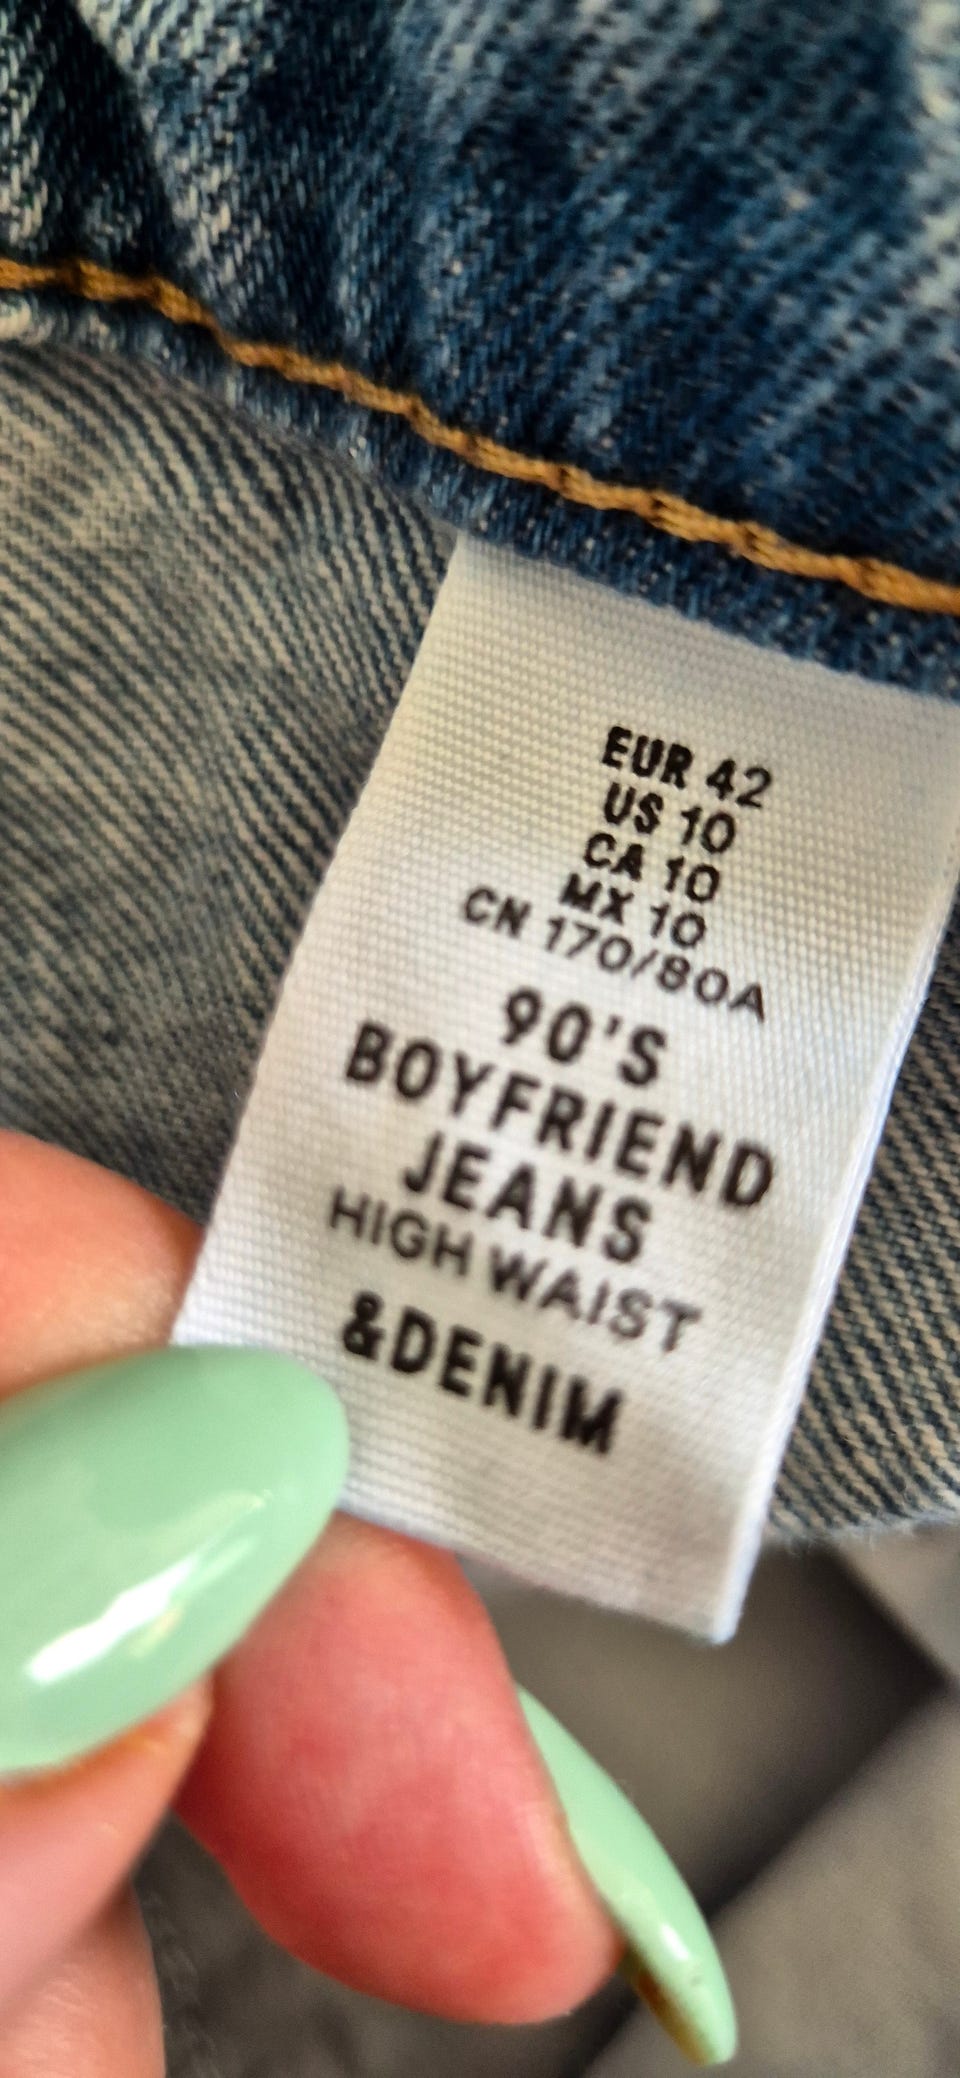 EUR 42
US 10
CA 10
MX 10
CN 170/80A
90'S
BOYFRIEND
JEANS
HIGH WAIST
&DENIM